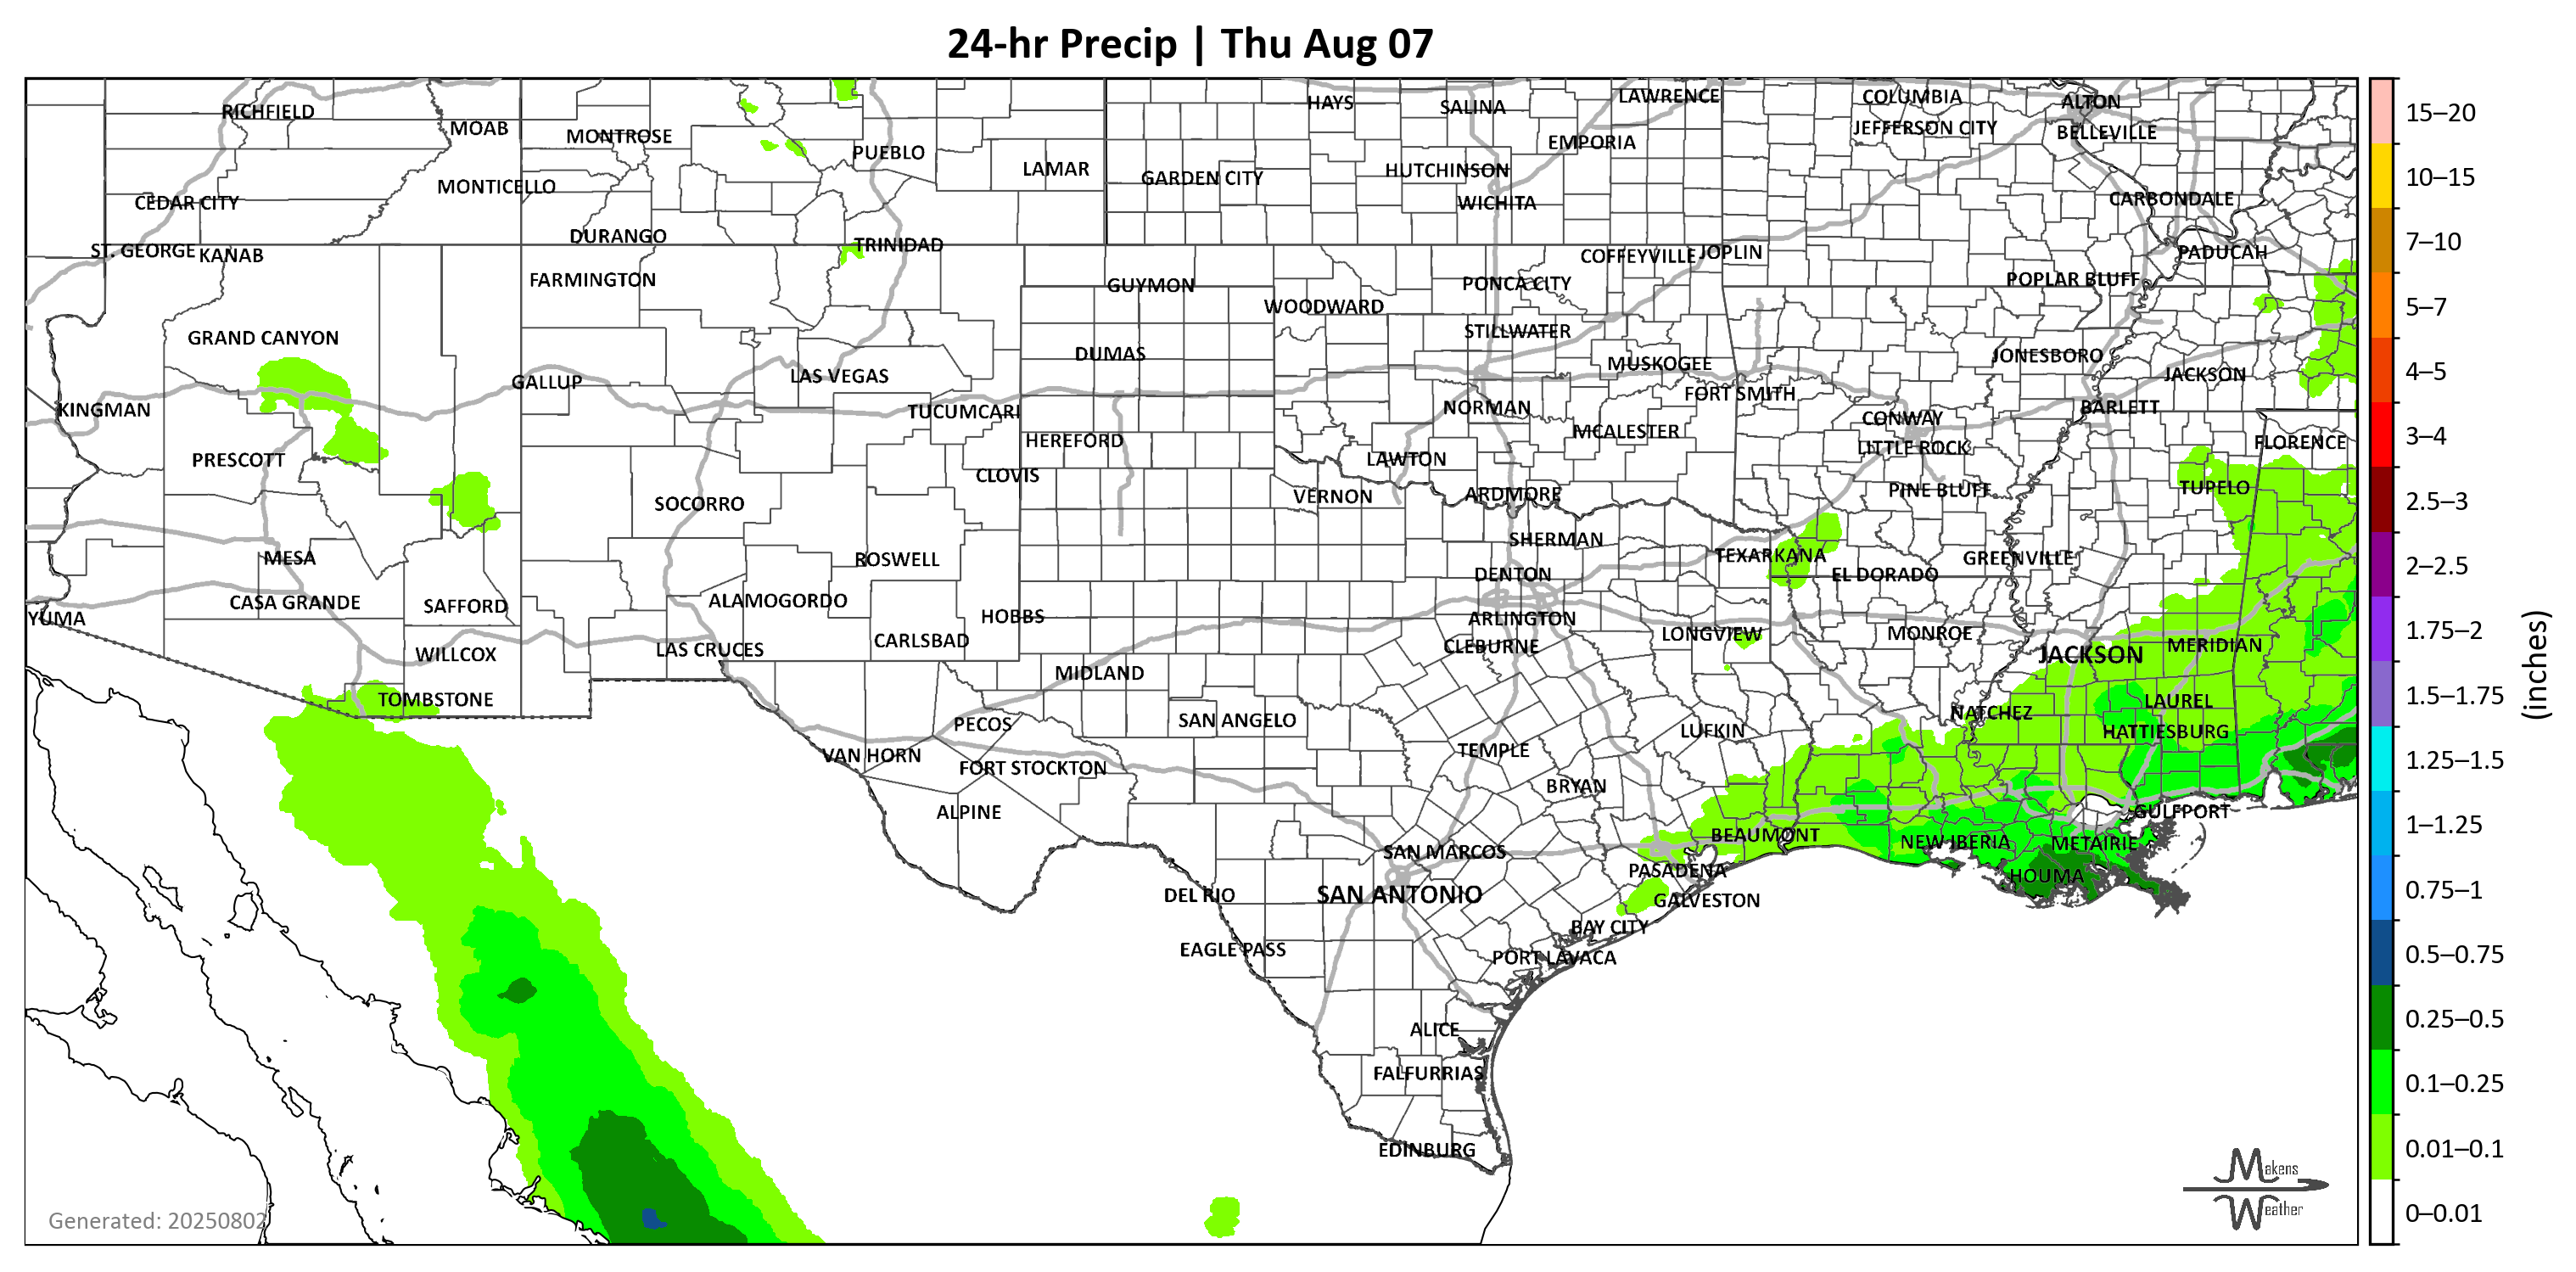 24-hr Precip | Thu Aug 07
RICHFIELD
MOAB
MONTROSE
PUEBLO
LAMAR
HAYS
SALINA
LAWRENCE
COLUMBIA
ALTON
JEFFERSON CITY
BELLEVILLE
EMPORIA
HUTCHINSON
GARDEN CITY
WICHITA
MONTICELLO
CEDAR CITY
CARBONDALE
DURANGO
TRINIDAD
ST. GEORGE
KANAB
COFFEYVILLE
JOPLIN
PADUCAH
FARMINGTON
GUYMON
PONCA CITY
POPLAR BLUFF
WOODWARD
GRAND CANYON
STILLWATER
DUMAS
MUSKOGEE
JONESBORO
GALLUP
LAS VEGAS
JACKSON
FORT SMITH
KINGMAN
TUCUMCARI
NORMAN
CONWAY
BARLETT
HEREFORD
MCALESTER
LITTLE ROCK
FLORENCE
PRESCOTT
LAWTON
CLOVIS
SOCORRO
VERNON
ARDMORE
PINE BLUFF
TUPELO
SHERMAN
MESA
ROSWELL
TEXARKANA
GREENVILLE
DENTON
EL DORADO
CASA GRANDE
SAFFORD
ALAMOGORDO
HOBBS
YUMA
ARLINGTON
LONGVIEW
MONROE
CARLSBAD
CLEBURNE
MERIDIAN
WILLCOX
LAS CRUCES
JACKSON
MIDLAND
TOMBSTONE
LAUREL
PECOS
SAN ANGELO
NATCHEZ
LUFKIN
HATTIESBURG
VAN HORN
TEMPLE
FORT STOCKTON
BRYAN
ALPINE
GULFPORT
BEAUMONT
NEW IBERIA
METAIRIE
SAN MARCOS
PASADENA
HOUMA
DEL RIO
SAN ANTONIO
GALVESTON
BAY CITY
EAGLE PASS
PORT LAVACA
ALICE
FALFURRIAS
EDINBURG
Generated: 20250802
Makens
Weather
15–20
10–15
7–10
5–7
4–5
3–4
2.5–3
2–2.5
1.75–2
1.5–1.75
1.25–1.5
1–1.25
0.75–1
0.5–0.75
0.25–0.5
0.1–0.25
0.01–0.1
0–0.01
(inches)